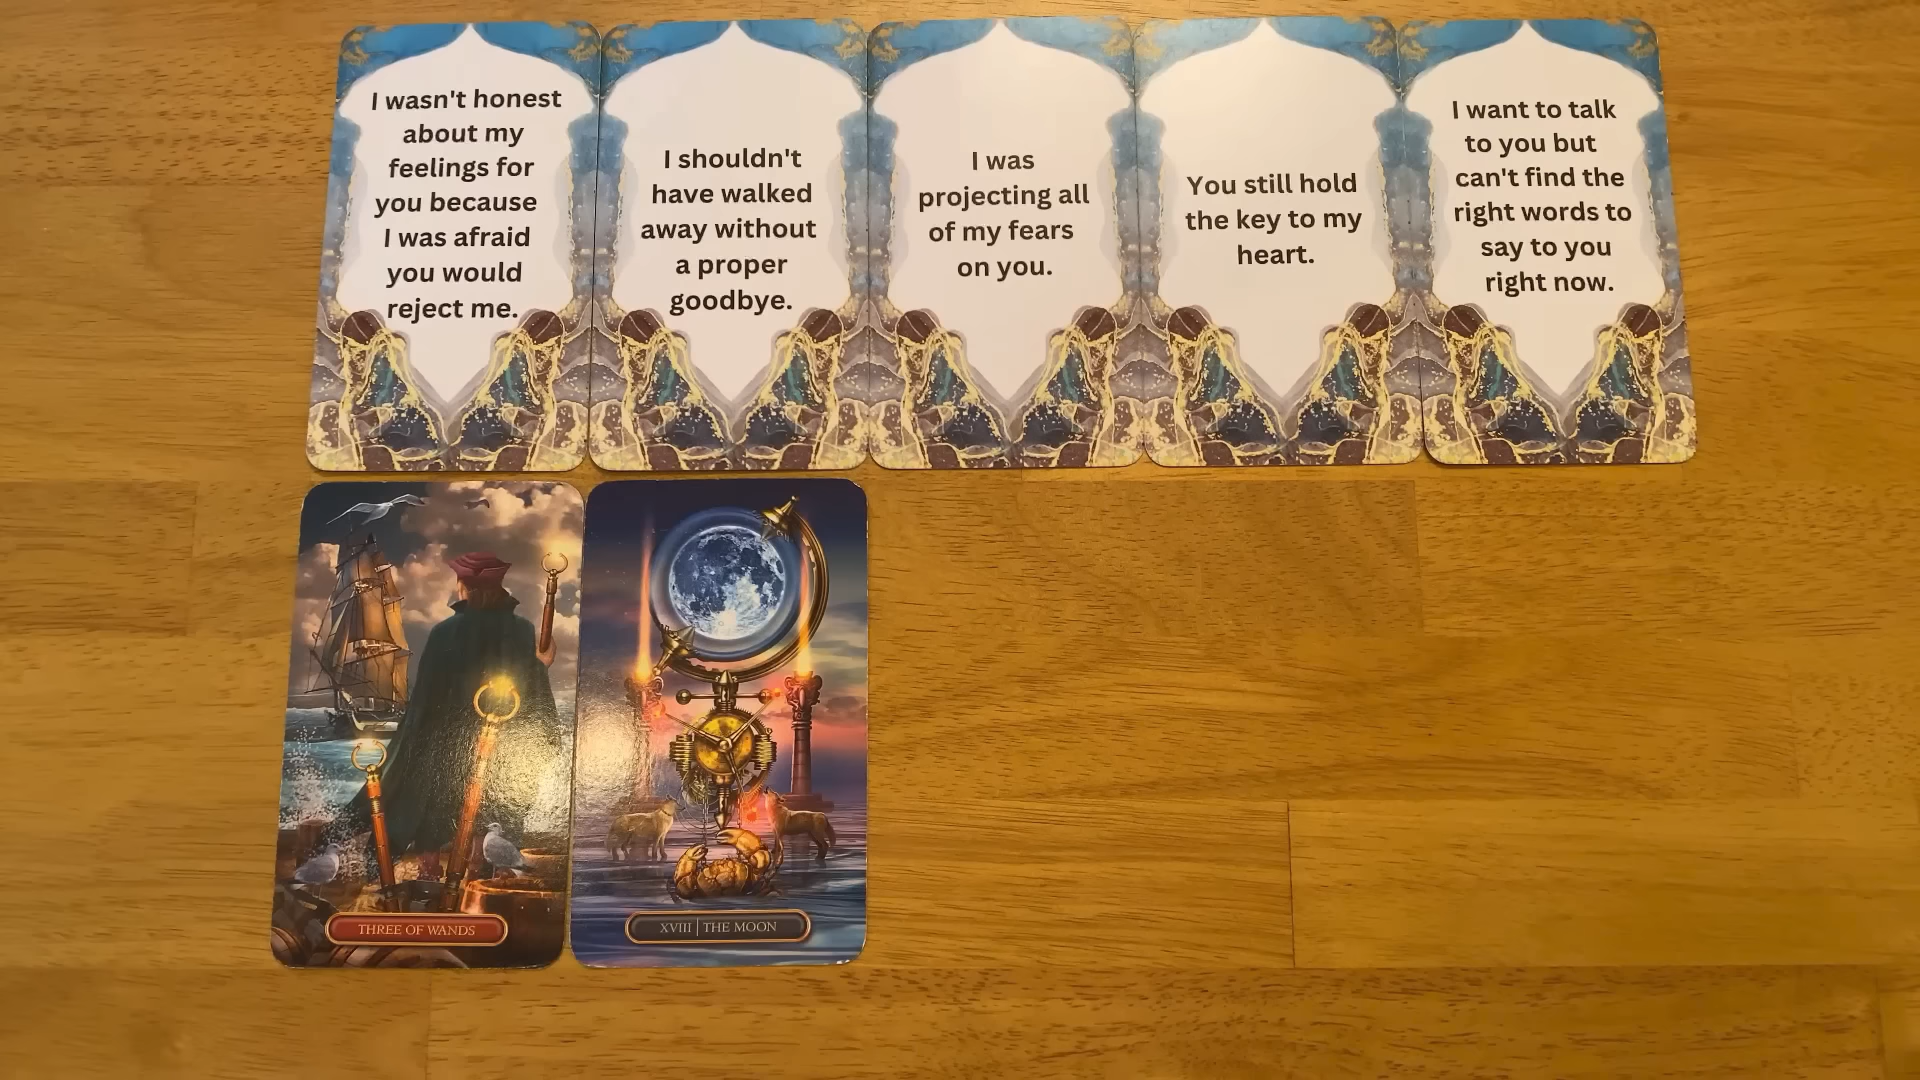 I wasn't honest
about my
feelings for
you because
I was afraid
you would
reject me.
I shouldn't
have walked
away without
a proper
goodbye.
I was
projecting all
of my fears
on you.
You still hold
the key to my
heart.
I want to talk
to you but
can't find the
right words to
say to you
right now.
THREE OF WANDS
XVIII | THE MOON